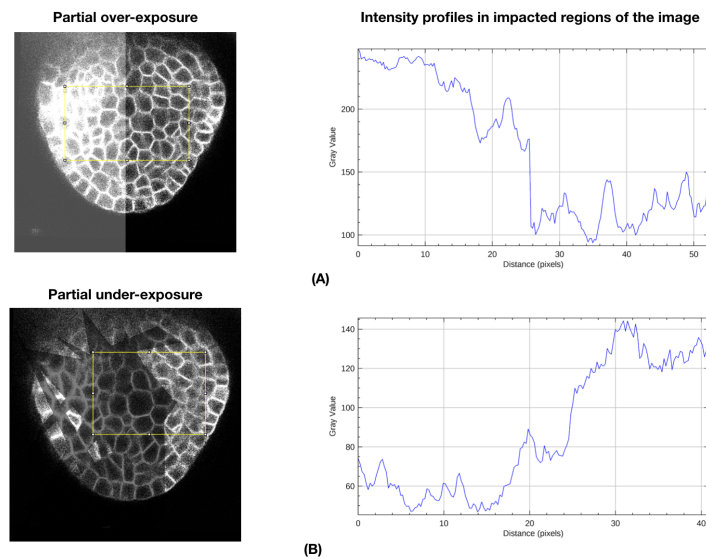 Partial over-exposure
Intensity profiles in impacted regions of the image
200
150
100
Gray Value
0
10
20
30
40
50
Distance (pixels)
(A)
Partial under-exposure
140
120
100
80
60
Gray Value
0
10
20
30
40
Distance (pixels)
(B)